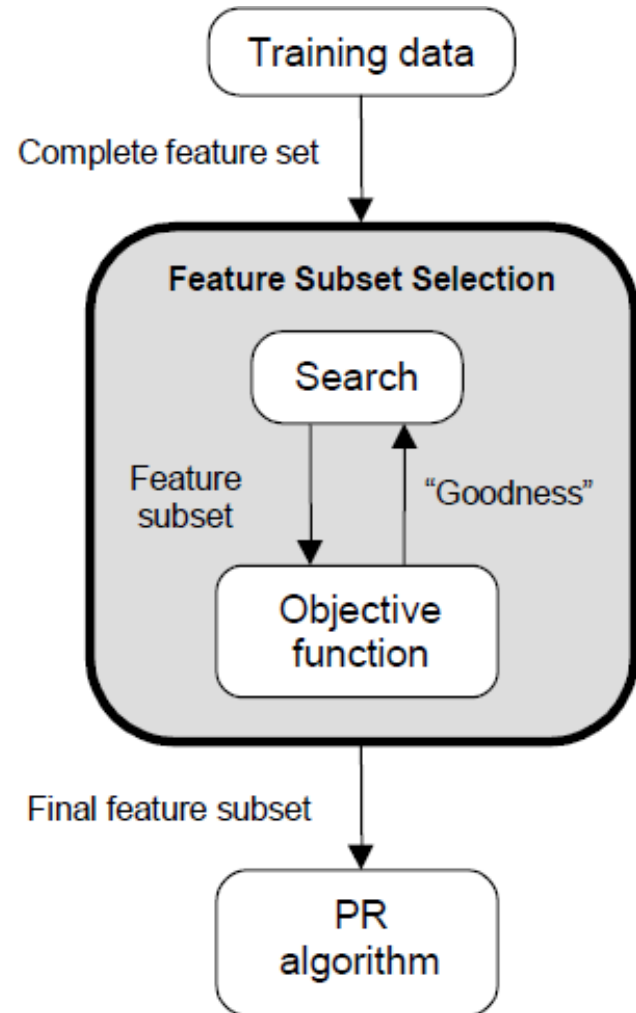 Training data
Complete feature set
Feature Subset Selection
Search
Feature
subset
“Goodness”
Objective
function
Final feature subset
PR
algorithm